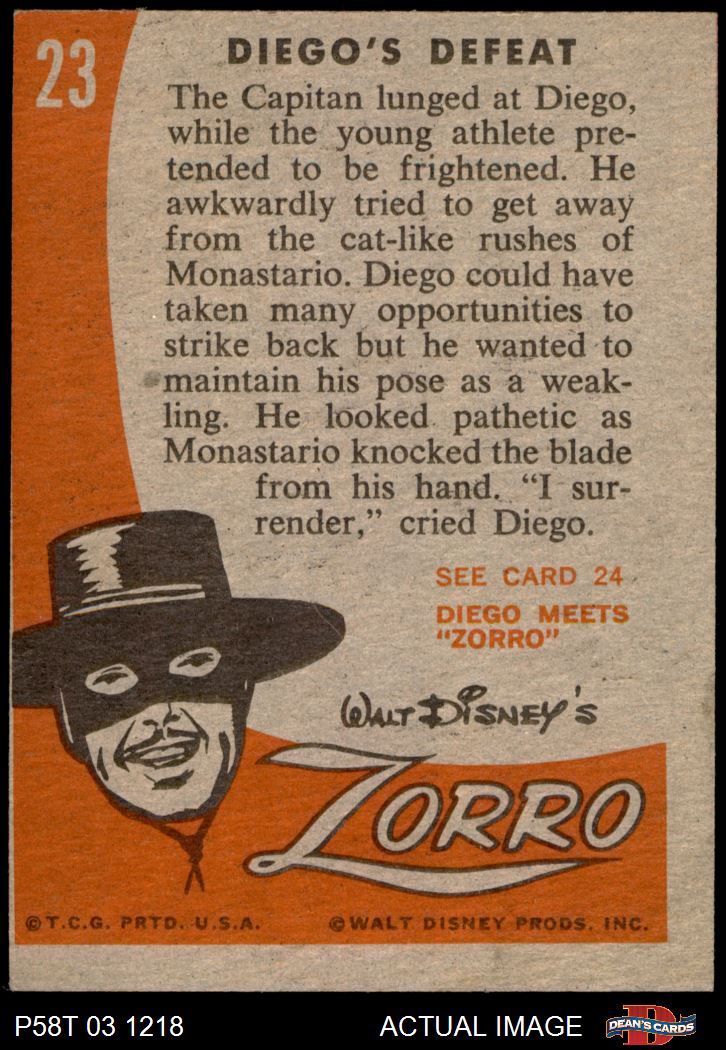 23
DIEGO'S DEFEAT
The Capitan lunged at Diego,
while the young athlete pre-
tended to be frightened. He
awkwardly tried to get away
from the cat-like rushes of
Monastario. Diego could have
taken many opportunities to
strike back but he wanted to
maintain his pose as a weak-
ling. He looked pathetic as
Monastario knocked the blade
from his hand. "I sur-
render," cried Diego.
SEE CARD 24
DIEGO MEETS
"ZORRO"
WALT DISNEY'S
ZORRO
©T.C.G. PRTD. U.S.A. ©WALT DISNEY PRODS. INC.
P58T 03 1218 ACTUAL IMAGE D DEAN'S CARDS